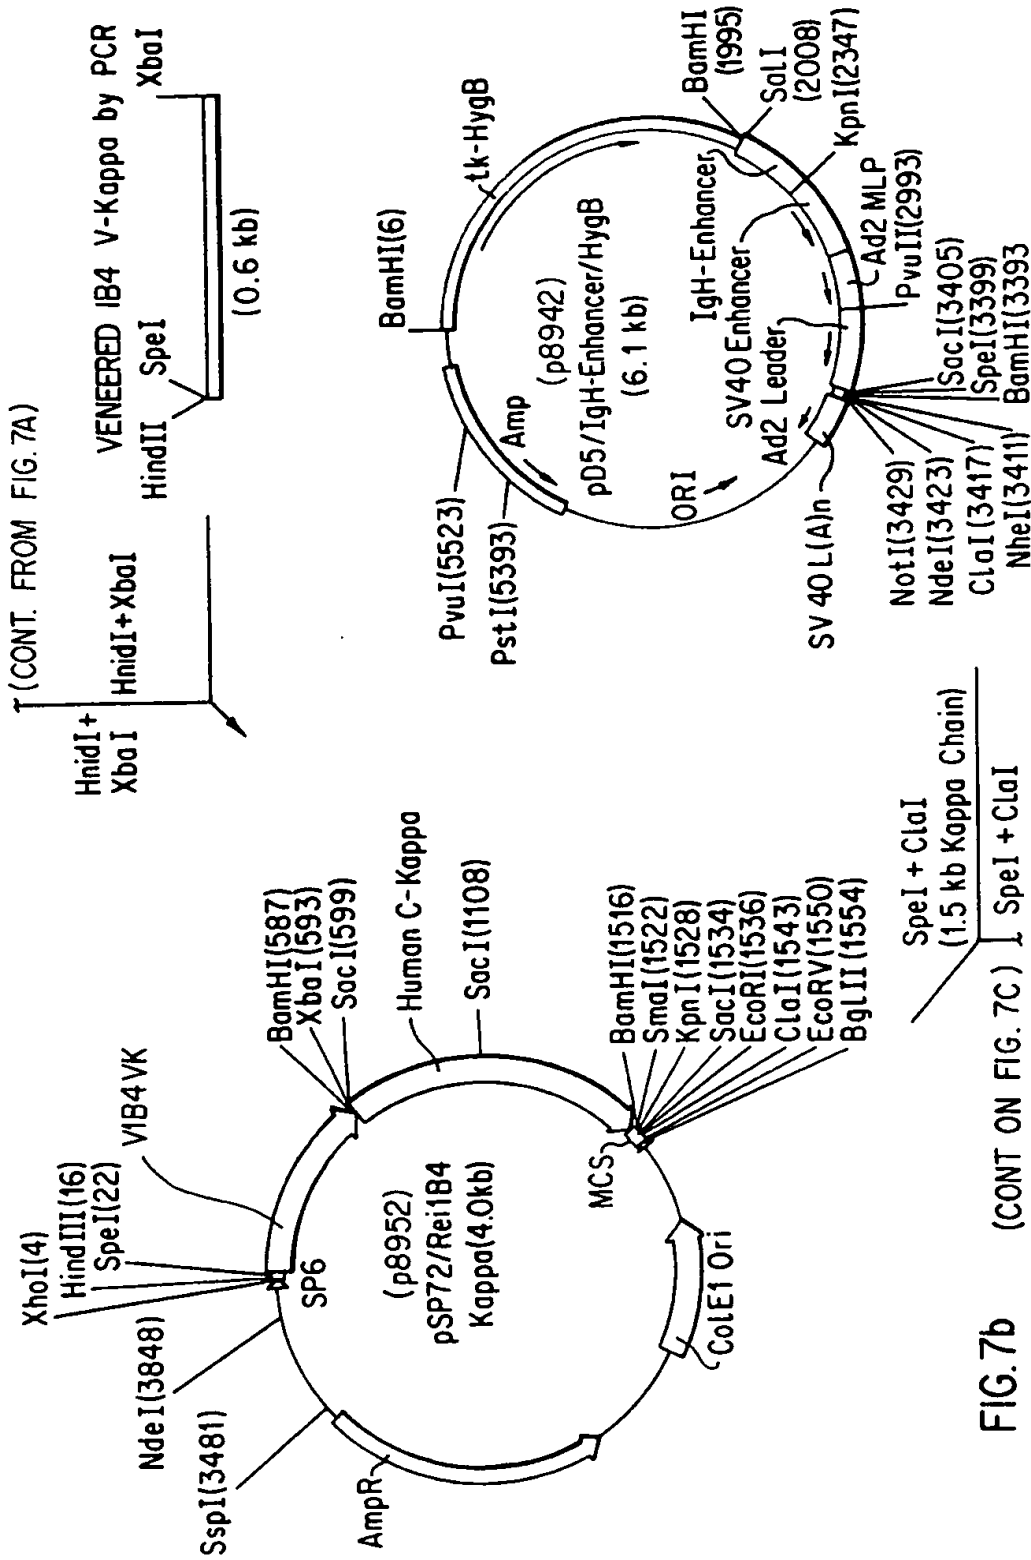 (CONT. FROM FIG. 7A)
HnidI+
XbaI
HnidI+XbaI
VENEERED 1B4 V-Kappa by PCR
HindII
SpeI
XbaI
(0.6 kb)
XhoI(4)
HindIII(16)
SpeI(22)
V1B4VK
NdeI(3848)
SspI(3481)
SP6
BamHI(587)
XbaI(593)
SacI(599)
Human C-Kappa
SacI(1108)
(p8952)
pSP72/Rei1B4
Kappa(4.0kb)
AmpR
MCS
ColE1 Ori
BamHI(1516)
SmaI(1522)
KpnI(1528)
SacI(1534)
EcoRI(1536)
ClaI(1543)
EcoRV(1550)
BglII(1554)
BamHI(6)
tk-HygB
PvuI(5523)
PstI(5393)
Amp
(p8942)
pD5/IgH-Enhancer/HygB
(6.1 kb)
BamHI
(1995)
SalI
(2008)
KpnI(2347)
IgH-Enhancer
SV40 Enhancer
Ad2 Leader
ORI
Ad2 MLP
PvuII(2993)
SV 40 L(A)n
SacI(3405)
SpeI(3399)
BamHI(3393
NotI(3429)
NdeI(3423)
ClaI(3417)
NheI(3411)
SpeI + ClaI
(1.5 kb Kappa Chain)
SpeI + ClaI
(CONT ON FIG. 7C)
FIG. 7b